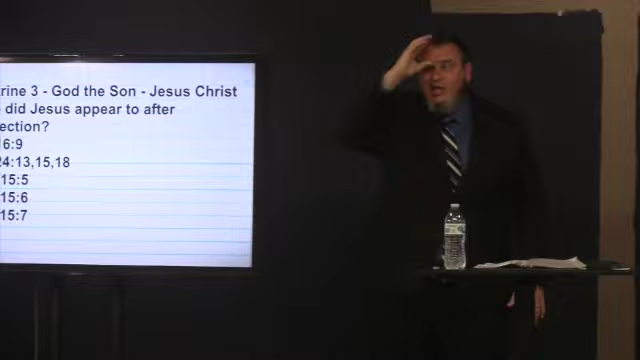 rine 3 - God the Son - Jesus Christ
did Jesus appear to after
ection?
6:9
24:13,15,18
15:5
15:6
15:7